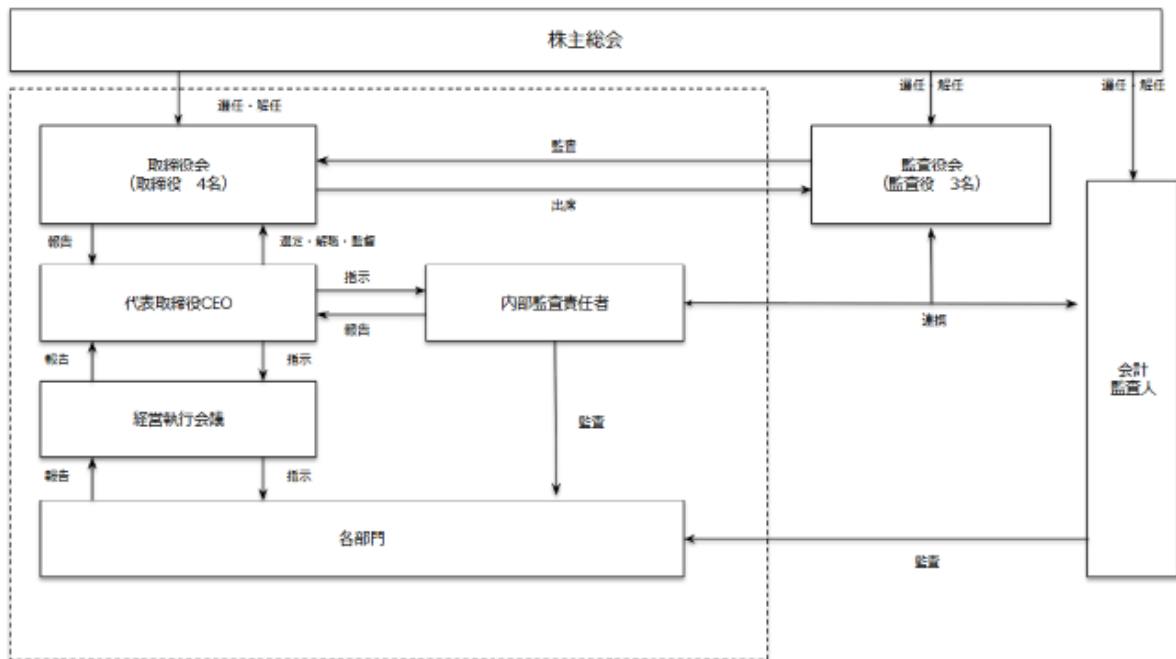 株主総会
選任・解任
選任・解任
選任・解任
取締役会
(取締役 4名)
監査
出席
監査役会
(監査役 3名)
報告
選定・解職・監督
代表取締役CEO
指示
報告
内部監査責任者
連携
会計
監査人
報告
指示
経営執行会議
監査
報告
指示
各部門
監査